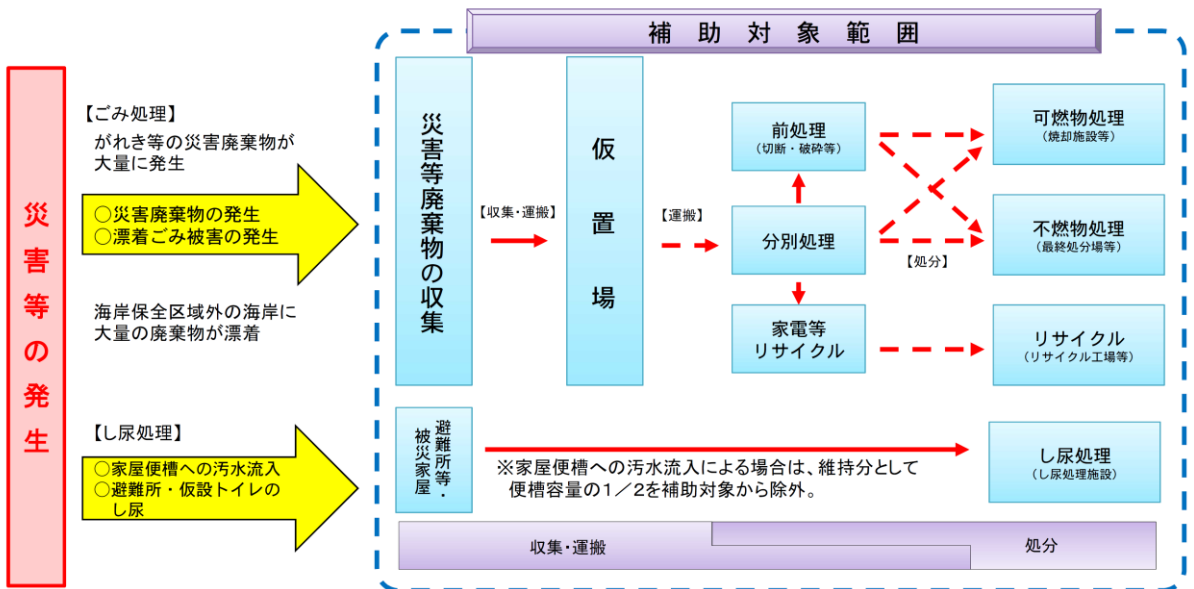 補助対象範囲
災害等の発生
【ごみ処理】
がれき等の災害廃棄物が
大量に発生
○災害廃棄物の発生
○漂着ごみ被害の発生
海岸保全区域外の海岸に
大量の廃棄物が漂着
【し尿処理】
○家屋便槽への汚水流入
○避難所・仮設トイレの
し尿
災害等廃棄物の収集
【収集・運搬】
仮置場
【運搬】
前処理
（切断・破砕等）
分別処理
家電等
リサイクル
【処分】
可燃物処理
（焼却施設等）
不燃物処理
（最終処分場等）
リサイクル
（リサイクル工場等）
避難所等・
被災家屋
※家屋便槽への汚水流入による場合は、維持分として
便槽容量の１／２を補助対象から除外。
し尿処理
（し尿処理施設）
収集・運搬
処分